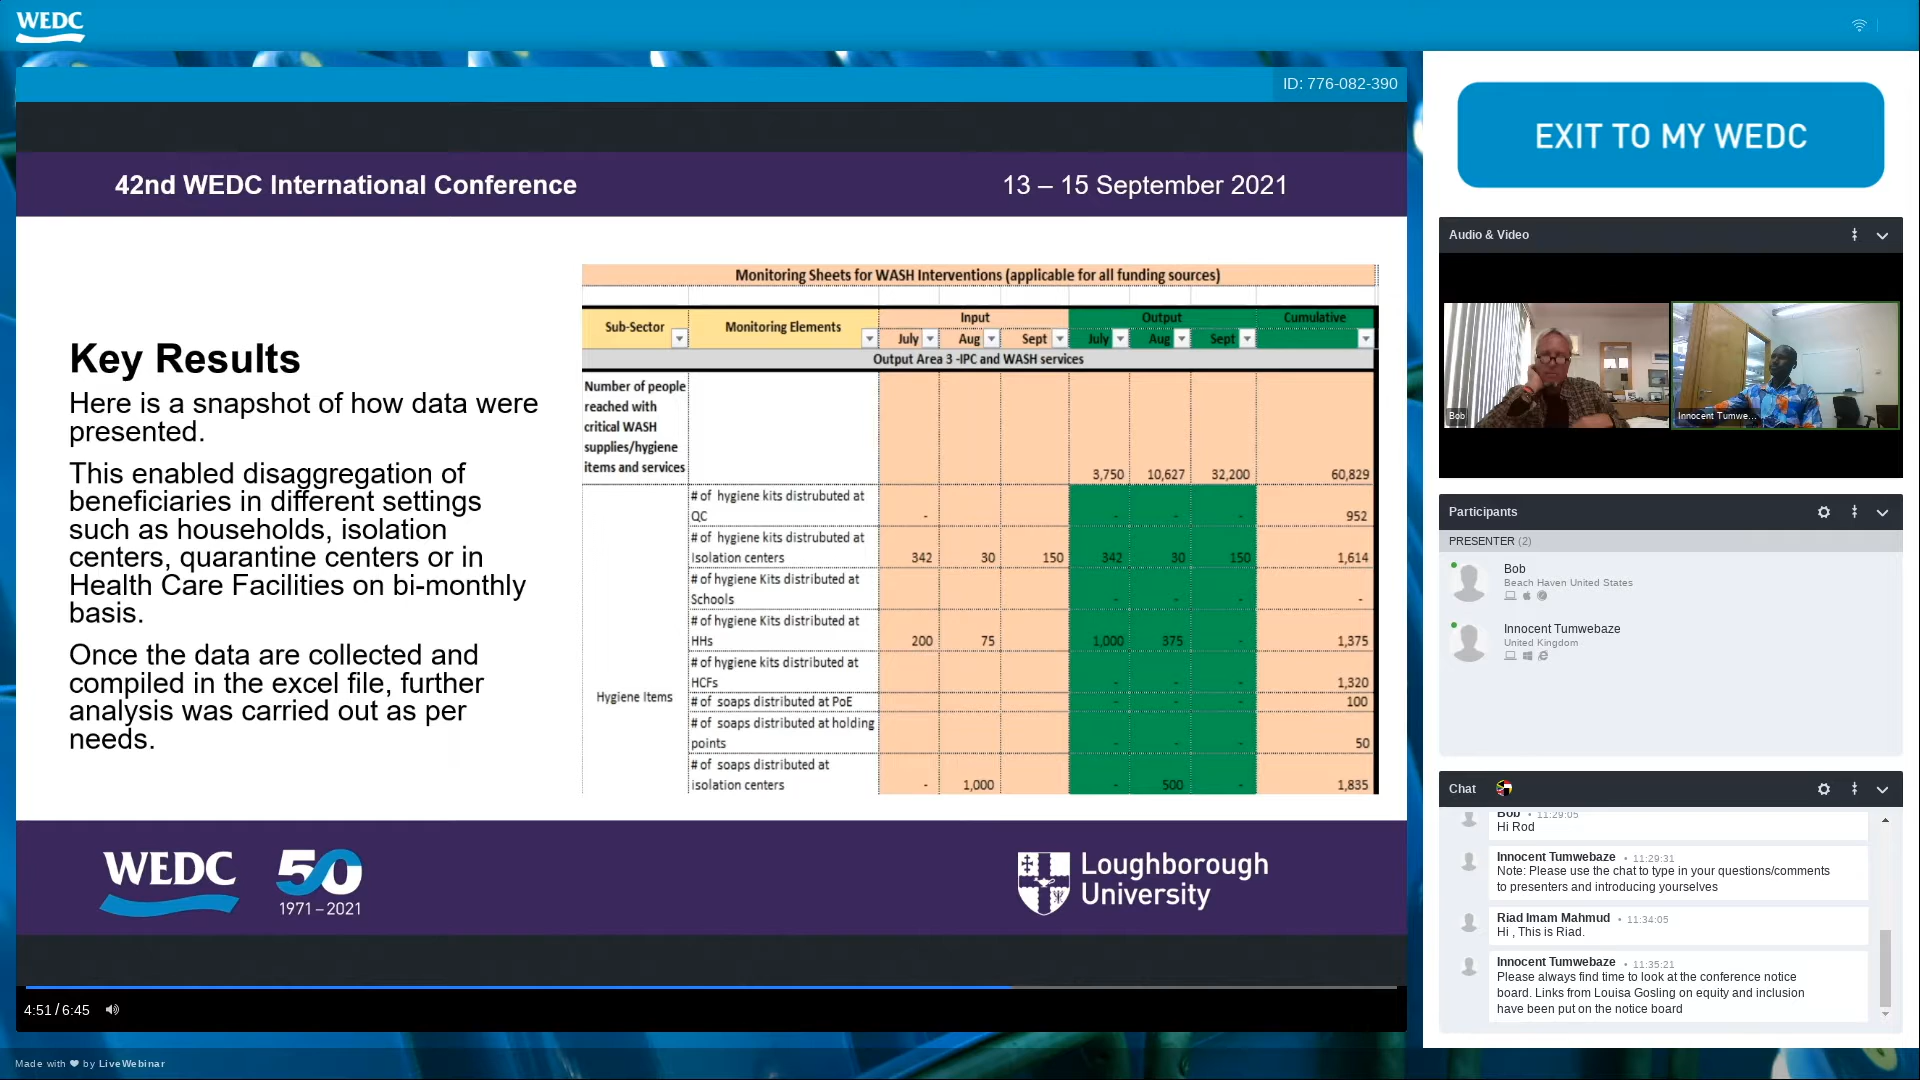 WEDC
ID: 776-082-390
42nd WEDC International Conference
13 – 15 September 2021
Key Results
Here is a snapshot of how data were
presented.
This enabled disaggregation of
beneficiaries in different settings
such as households, isolation
centers, quarantine centers or in
Health Care Facilities on bi-monthly
basis.
Once the data are collected and
compiled in the excel file, further
analysis was carried out as per
needs.
Monitoring Sheets for WASH Interventions (applicable for all funding sources)
Sub-Sector Monitoring Elements Input Output Cumulative
July Aug Sept July Aug Sept
Output Area 3 -IPC and WASH services
Number of people
reached with
critical WASH
supplies/hygiene
items and services 3,750 10,627 32,200 60,829
Hygiene Items
# of hygiene kits distrubuted at
QC - - - - 952
# of hygiene kits distrubuted at
Isolation centers 342 30 150 342 30 150 1,614
# of hygiene Kits distributed at
Schools - - - -
# of hygiene Kits distributed at
HHs 200 75 1,000 375 - 1,375
# of hygiene kits distributed at
HCFs - - - 1,320
# of soaps distributed at PoE - - - 100
# of soaps distributed at holding
points - - - 50
# of soaps distributed at
isolation centers - 1,000 - 500 - 1,835
WEDC
50
1971 – 2021
Loughborough
University
4:51 / 6:45
Made with ❤ by LiveWebinar
EXIT TO MY WEDC
Audio & Video
Bob
Innocent Tumwe...
Participants
PRESENTER (2)
Bob
Beach Haven United States
Innocent Tumwebaze
United Kingdom
Chat
Bob • 11:29:05
Hi Rod
Innocent Tumwebaze • 11:29:31
Note: Please use the chat to type in your questions/comments
to presenters and introducing yourselves
Riad Imam Mahmud • 11:34:05
Hi , This is Riad.
Innocent Tumwebaze • 11:35:21
Please always find time to look at the conference notice
board. Links from Louisa Gosling on equity and inclusion
have been put on the notice board